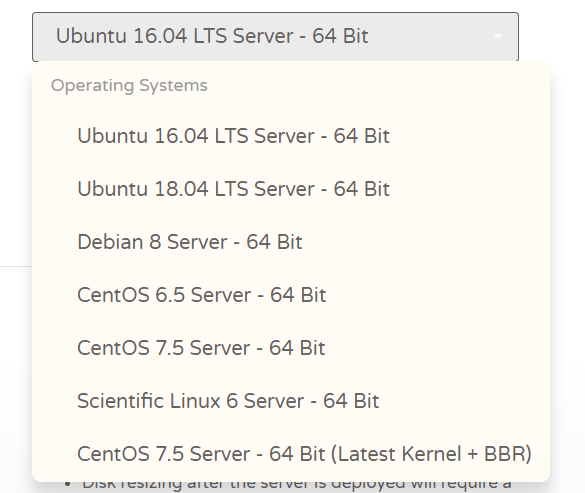 Ubuntu 16.04 LTS Server - 64 Bit
Operating Systems
Ubuntu 16.04 LTS Server - 64 Bit
Ubuntu 18.04 LTS Server - 64 Bit
Debian 8 Server - 64 Bit
CentOS 6.5 Server - 64 Bit
CentOS 7.5 Server - 64 Bit
Scientific Linux 6 Server - 64 Bit
CentOS 7.5 Server - 64 Bit (Latest Kernel + BBR)
• Disk resizing after the server is deployed will require a